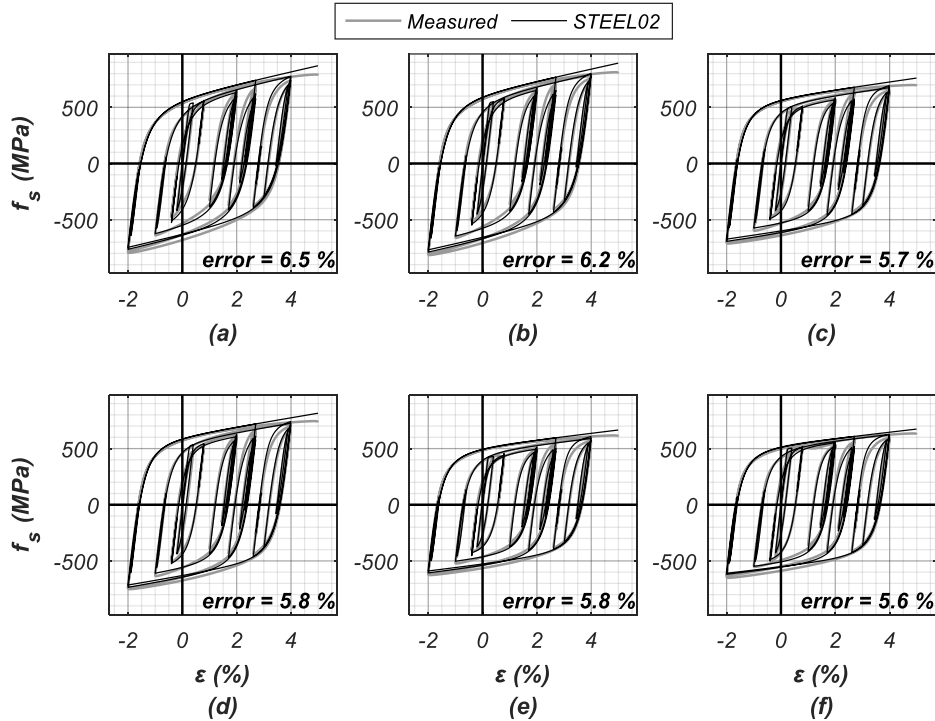 Measured STEEL02
500
0
-500
f_s (MPa)
error = 6.5 %
error = 6.2 %
error = 5.7 %
-2 0 2 4
-2 0 2 4
-2 0 2 4
(a)
(b)
(c)
500
0
-500
500
0
-500
500
0
-500
f_s (MPa)
500
0
-500
500
0
-500
error = 5.8 %
error = 5.8 %
error = 5.6 %
-2 0 2 4
-2 0 2 4
-2 0 2 4
ε (%)
ε (%)
ε (%)
(d)
(e)
(f)